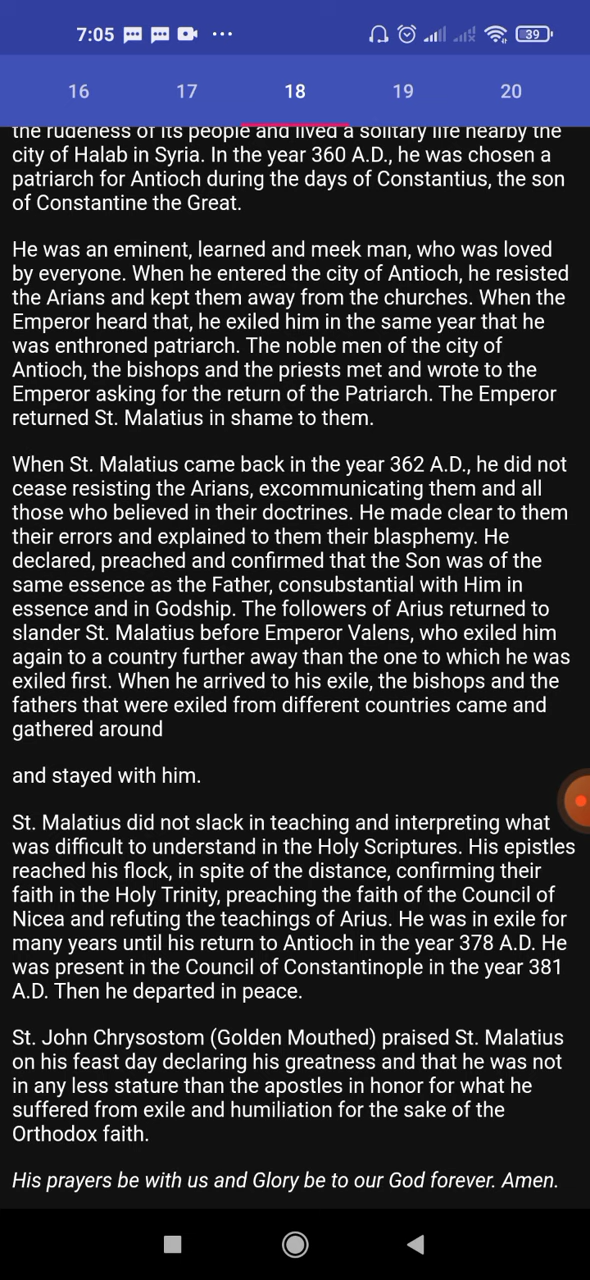 7:05
39
16 17 18 19 20
the rudeness of its people and lived a solitary life nearby the
city of Halab in Syria. In the year 360 A.D., he was chosen a
patriarch for Antioch during the days of Constantius, the son
of Constantine the Great.
He was an eminent, learned and meek man, who was loved
by everyone. When he entered the city of Antioch, he resisted
the Arians and kept them away from the churches. When the
Emperor heard that, he exiled him in the same year that he
was enthroned patriarch. The noble men of the city of
Antioch, the bishops and the priests met and wrote to the
Emperor asking for the return of the Patriarch. The Emperor
returned St. Malatius in shame to them.
When St. Malatius came back in the year 362 A.D., he did not
cease resisting the Arians, excommunicating them and all
those who believed in their doctrines. He made clear to them
their errors and explained to them their blasphemy. He
declared, preached and confirmed that the Son was of the
same essence as the Father, consubstantial with Him in
essence and in Godship. The followers of Arius returned to
slander St. Malatius before Emperor Valens, who exiled him
again to a country further away than the one to which he was
exiled first. When he arrived to his exile, the bishops and the
fathers that were exiled from different countries came and
gathered around
and stayed with him.
St. Malatius did not slack in teaching and interpreting what
was difficult to understand in the Holy Scriptures. His epistles
reached his flock, in spite of the distance, confirming their
faith in the Holy Trinity, preaching the faith of the Council of
Nicea and refuting the teachings of Arius. He was in exile for
many years until his return to Antioch in the year 378 A.D. He
was present in the Council of Constantinople in the year 381
A.D. Then he departed in peace.
St. John Chrysostom (Golden Mouthed) praised St. Malatius
on his feast day declaring his greatness and that he was not
in any less stature than the apostles in honor for what he
suffered from exile and humiliation for the sake of the
Orthodox faith.
His prayers be with us and Glory be to our God forever. Amen.